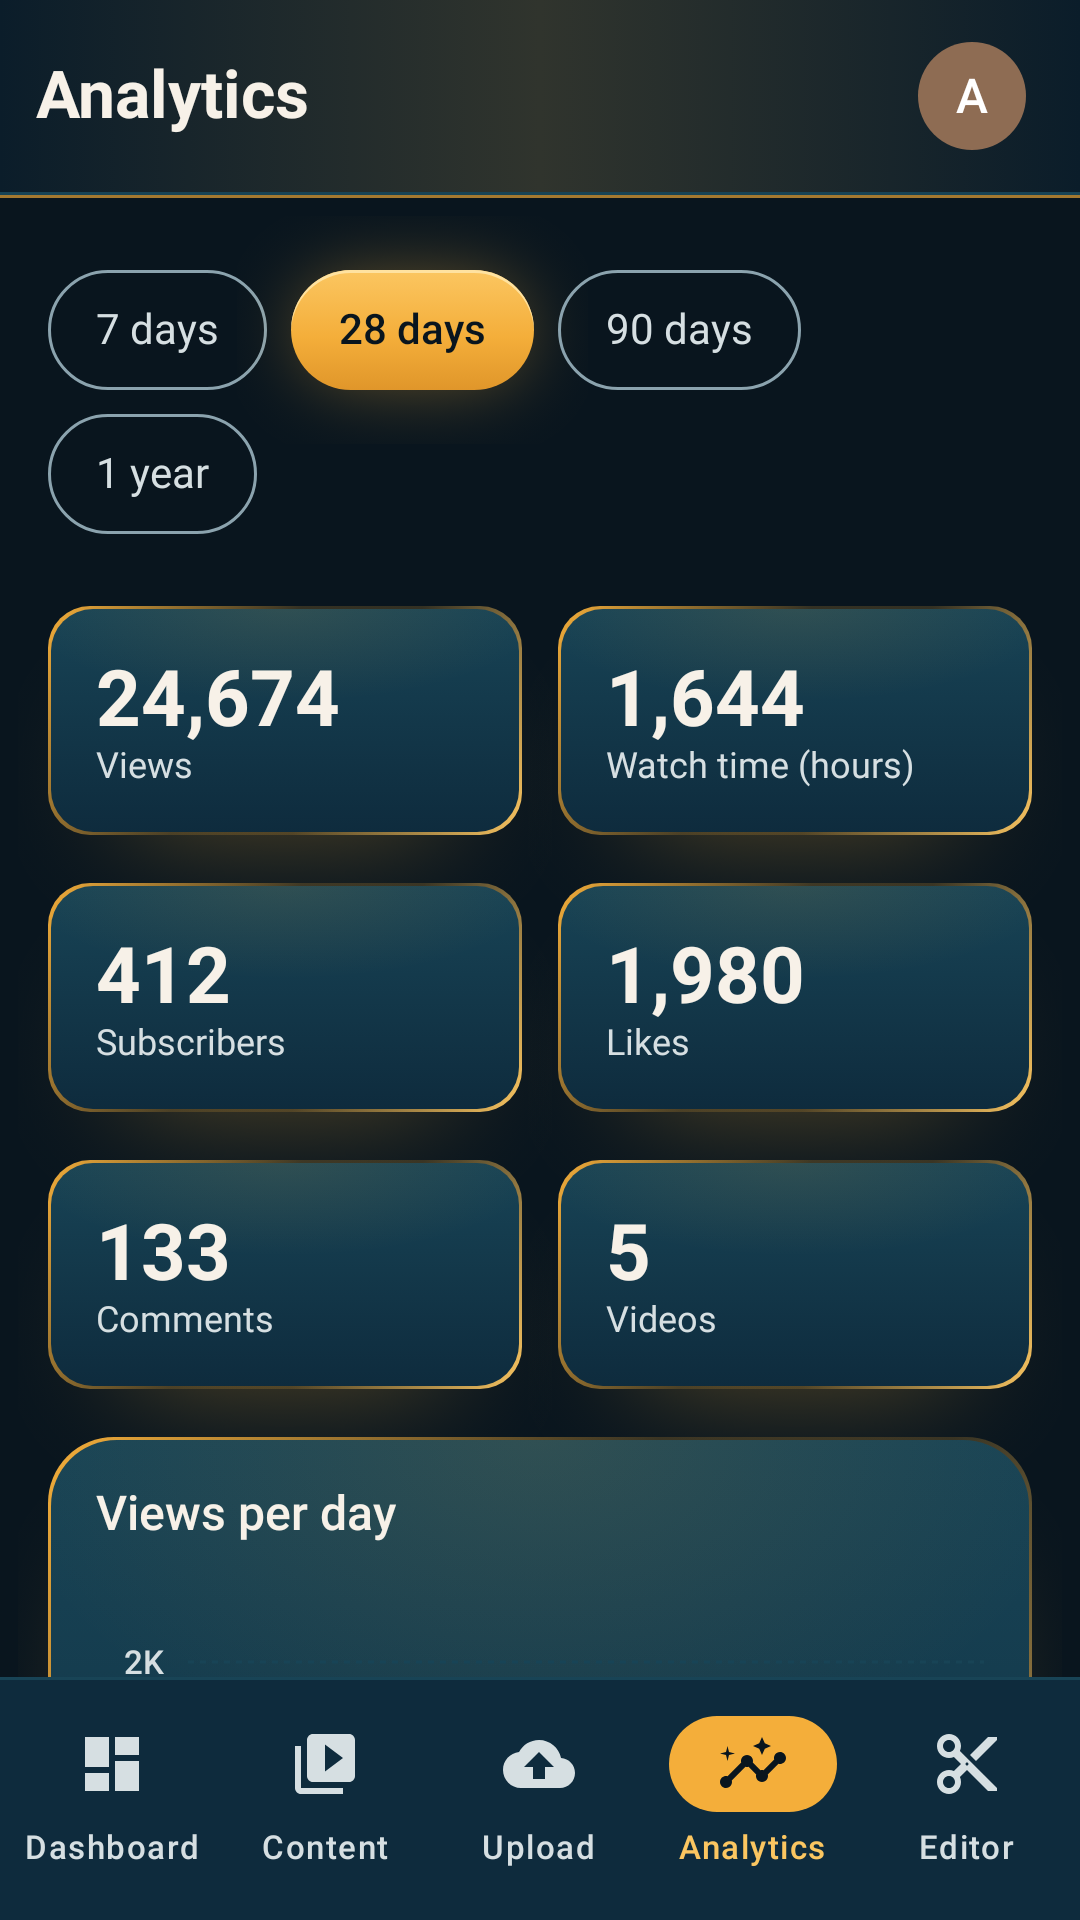 Analytics
A
7 days
28 days
90 days
1 year
24,674
Views
1,644
Watch time (hours)
412
Subscribers
1,980
Likes
133
Comments
5
Videos
Views per day
2K
Dashboard
Content
Upload
Analytics
Editor